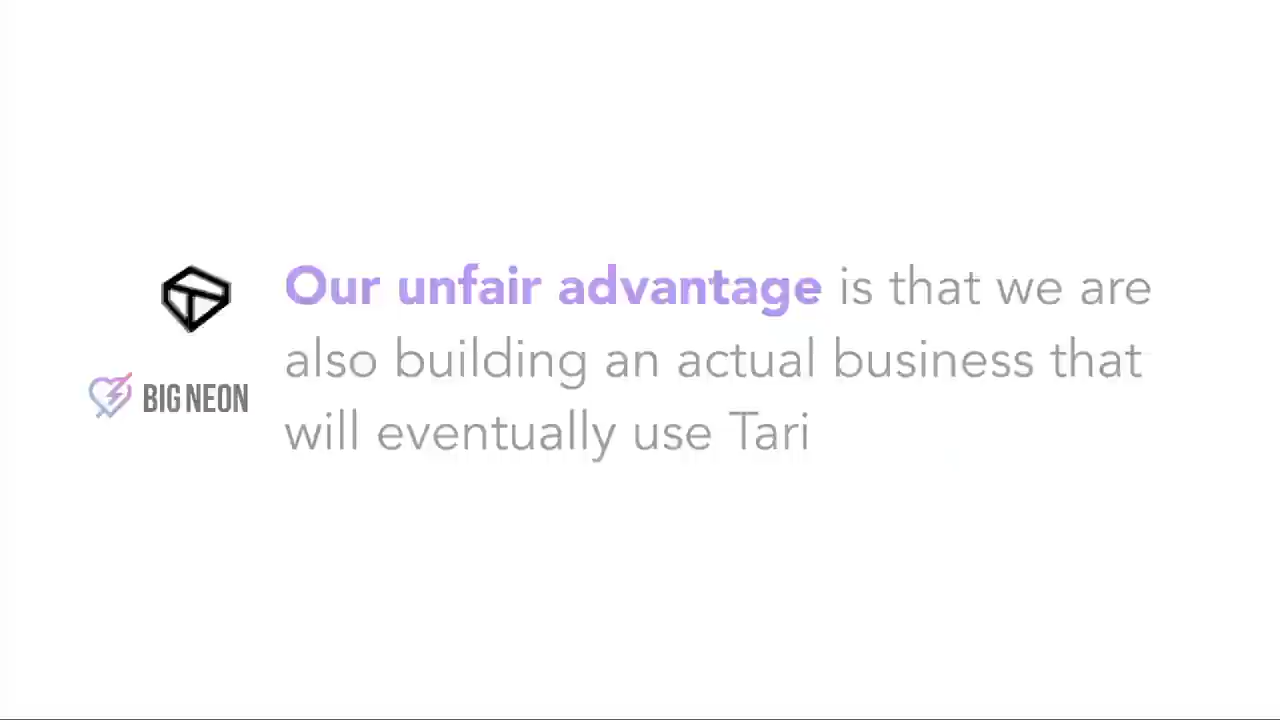 Our unfair advantage is that we are
also building an actual business that
will eventually use Tari
BIG NEON